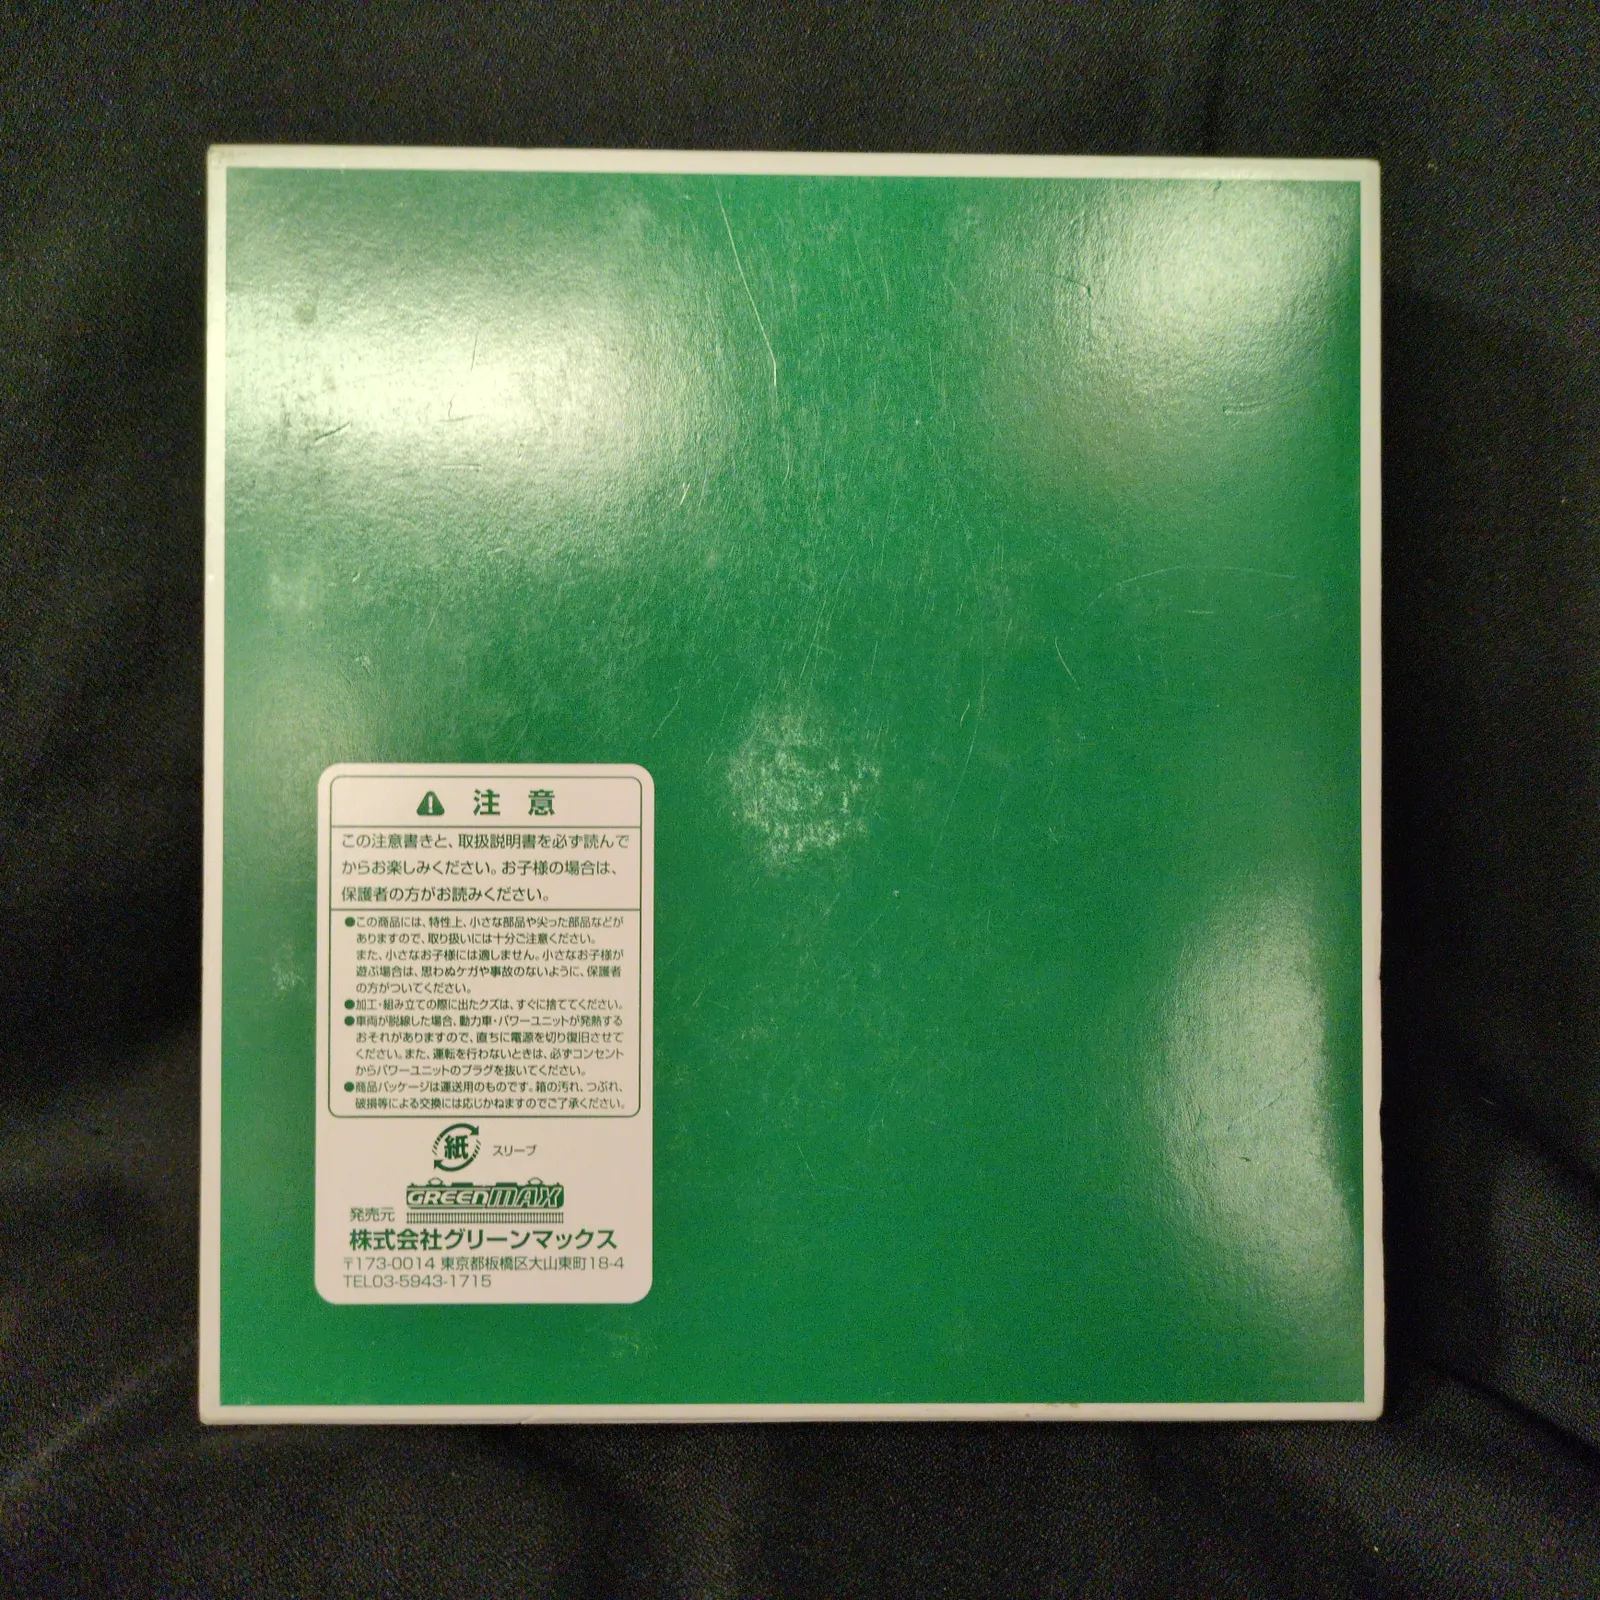 注意
この注意書きと、取扱説明書を必ず読んで
からお楽しみください。お子様の場合は、
保護者の方がお読みください。
●この商品には、特性上、小さな部品や尖った部品などが
ありますので、取り扱いには十分ご注意ください。
また、小さなお子様には適しません。小さなお子様が
遊ぶ場合は、思わぬケガや事故のないように、保護者
の方がついてください。
●加工・組み立ての際に出たクズは、すぐに捨ててください。
●車両が脱線した場合、動力車・パワーユニットが発熱する
おそれがありますので、直ちに電源を切り復旧させて
ください。また、運転を行わないときは、必ずコンセント
からパワーユニットのプラグを抜いてください。
●商品パッケージは運送用のものです。箱の汚れ、つぶれ、
破損等による交換には応じかねますのでご了承ください。
紙 スリーブ
GREENMAX
発売元
株式会社グリーンマックス
〒173-0014 東京都板橋区大山東町18-4
TEL03-5943-1715